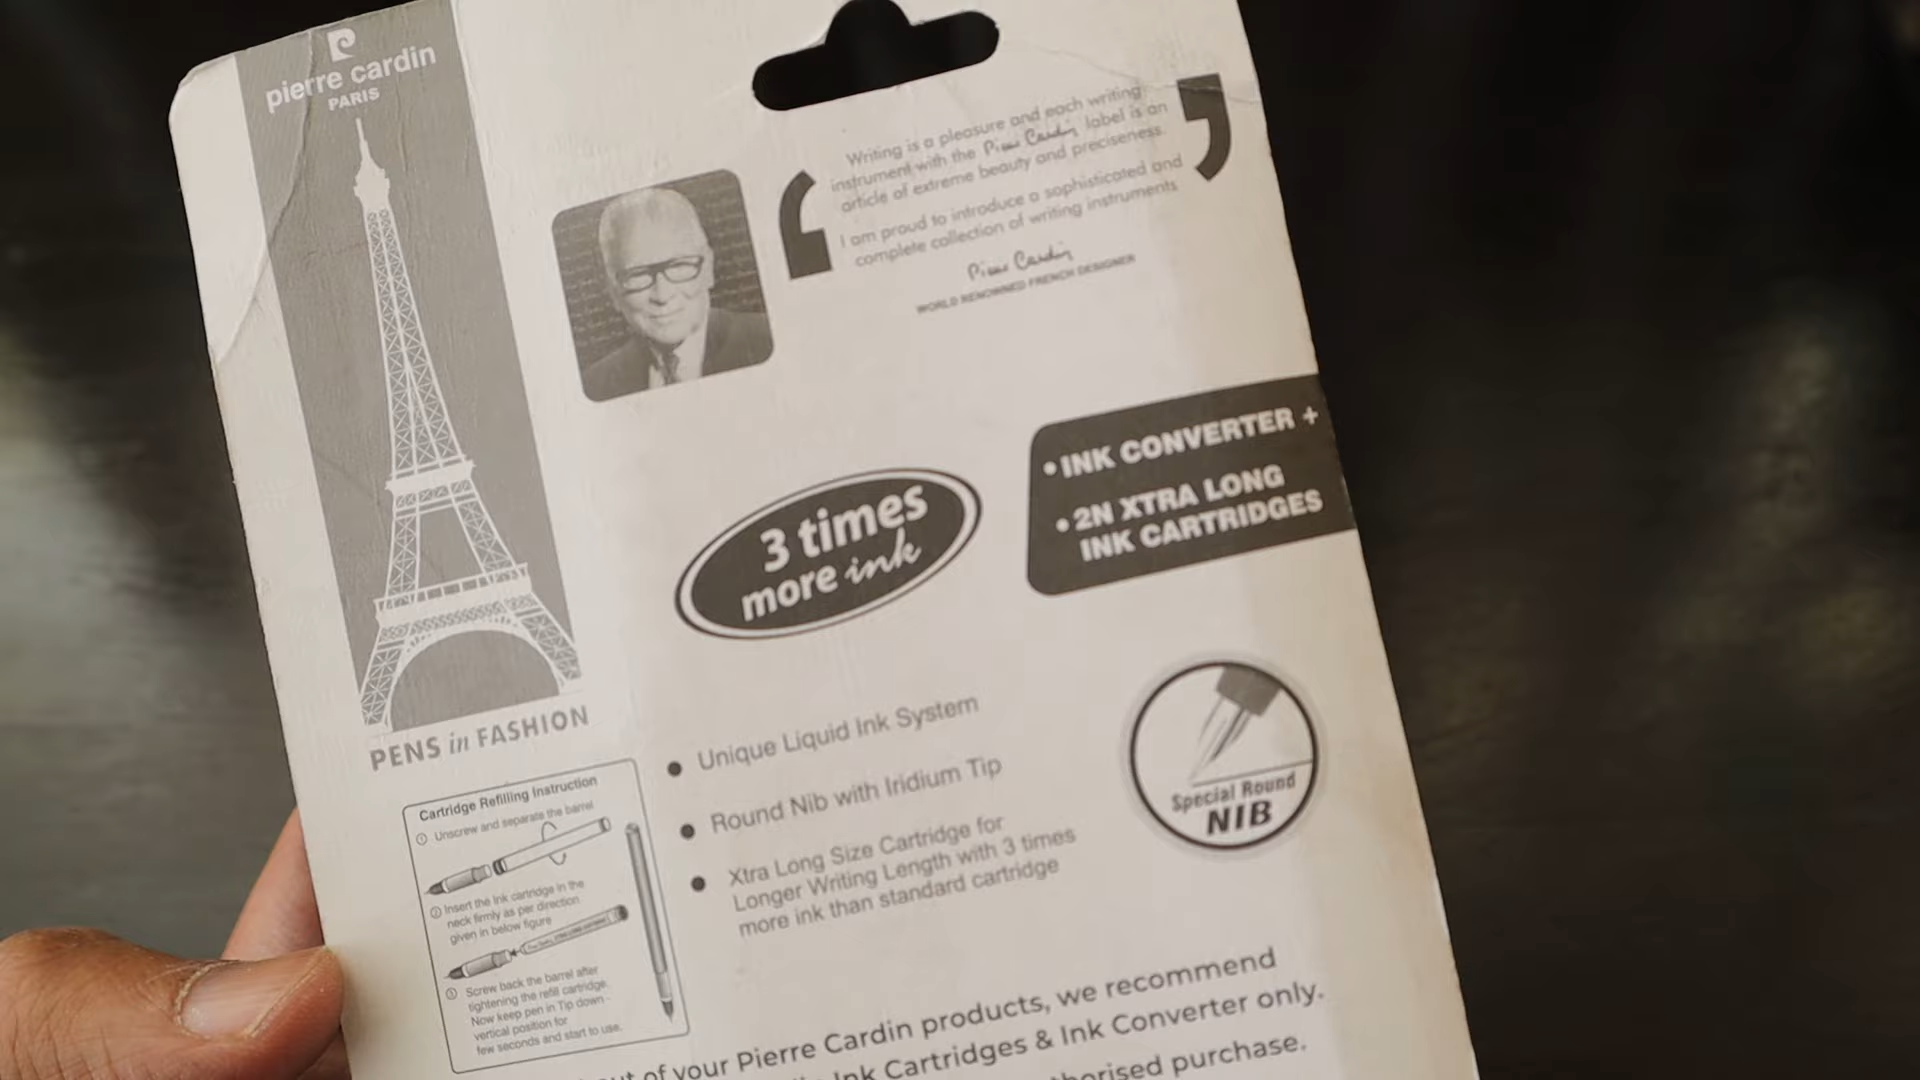 pierre cardin
PARIS
Writing is a pleasure and each writing
instrument with the Pierre Cardin label is an
article of extreme beauty and preciseness.
I am proud to introduce a sophisticated and
complete collection of writing instruments
Pierre Cardin
WORLD RENOWNED FRENCH DESIGNER
• INK CONVERTER +
• 2N XTRA LONG
INK CARTRIDGES
3 times
more ink
PENS in FASHION
• Unique Liquid Ink System
• Round Nib with Iridium Tip
• Xtra Long Size Cartridge for
Longer Writing Length with 3 times
more ink than standard cartridge
Special Round
NIB
Cartridge Refilling Instruction
① Unscrew and separate the barrel
② Insert the Ink cartridge in the
neck firmly as per direction
given in below figure
③ Screw back the barrel after
tightening the refill cartridge.
Now keep pen in Tip down -
vertical position for
few seconds and start to use.
of your Pierre Cardin products, we recommend
Ink Cartridges & Ink Converter only.
purchase.